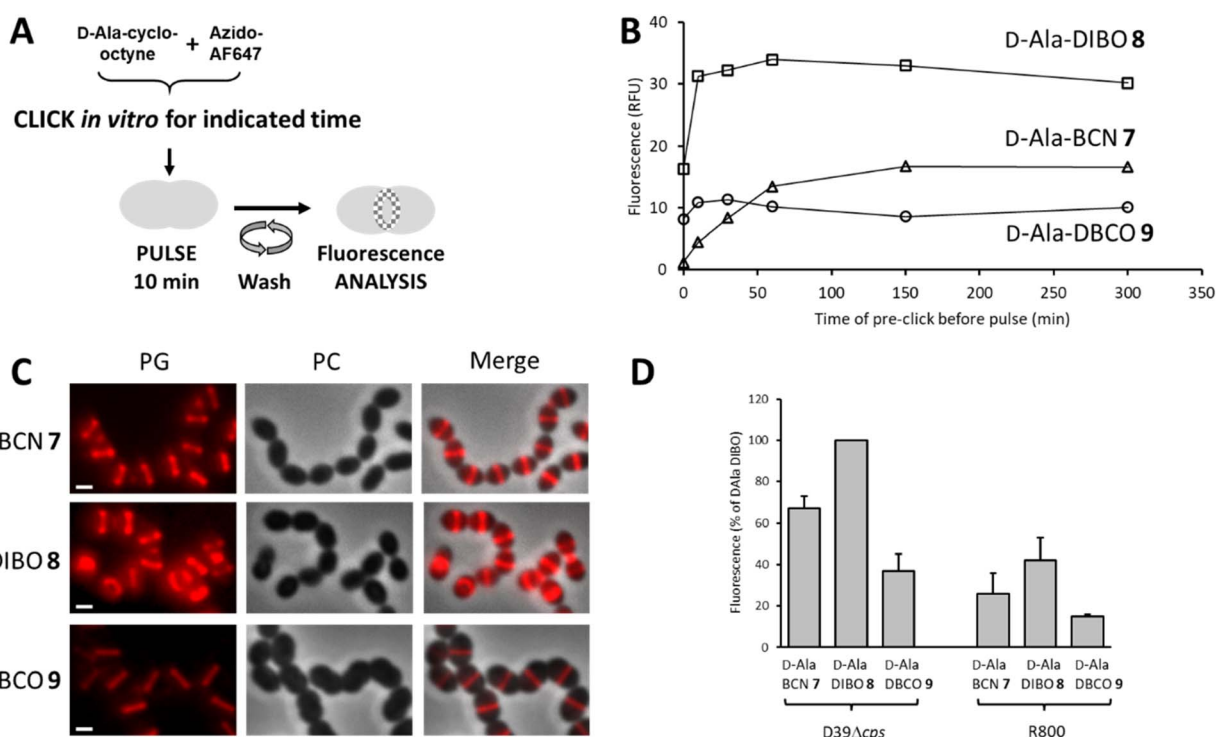 A
D-Ala-cyclo-
octyne
+
Azido-
AF647
CLICK in vitro for indicated time
PULSE
10 min
Wash
Fluorescence
ANALYSIS
B
Fluorescence (RFU)
40
30
20
10
0
D-Ala-DIBO 8
D-Ala-BCN 7
D-Ala-DBCO 9
0 50 100 150 200 250 300 350
Time of pre-click before pulse (min)
C
PG PC Merge
BCN 7
DIBO 8
BCO 9
D
Fluorescence (% of DAla DIBO)
120
100
80
60
40
20
0
D-Ala D-Ala D-Ala D-Ala D-Ala D-Ala
BCN 7 DIBO 8 DBCO 9 BCN 7 DIBO 8 DBCO 9
D39Δcps R800